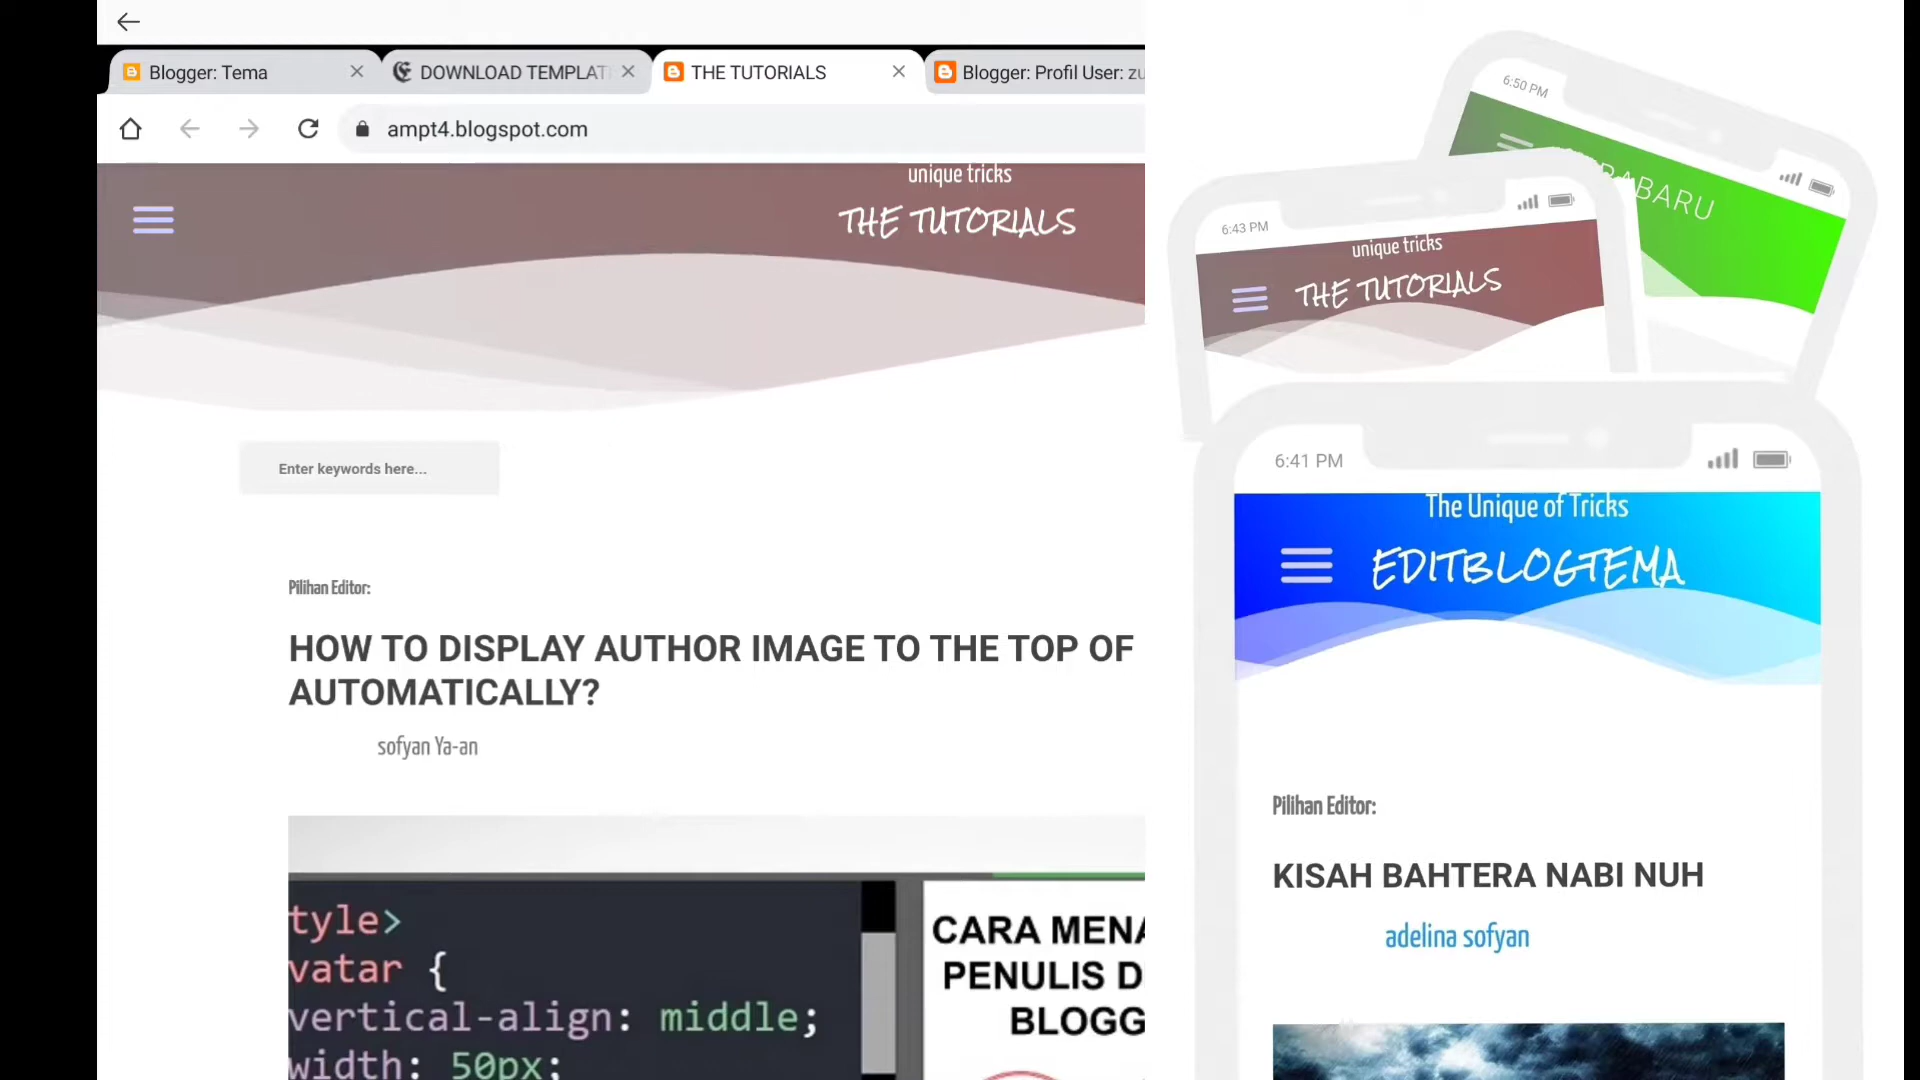 Blogger: Tema
DOWNLOAD TEMPLAT
THE TUTORIALS
Blogger: Profil User: zu
ampt4.blogspot.com
unique tricks
THE TUTORIALS
Enter keywords here...
Pilihan Editor:
HOW TO DISPLAY AUTHOR IMAGE TO THE TOP OF
AUTOMATICALLY?
sofyan Ya-an
tyle>
vatar {
vertical-align: middle;
width: 50px;
CARA MENA
PENULIS D
BLOGG
6:50 PM
BARU
6:43 PM
unique tricks
THE TUTORIALS
6:41 PM
The Unique of Tricks
EDITBLOGTEMA
Pilihan Editor:
KISAH BAHTERA NABI NUH
adelina sofyan